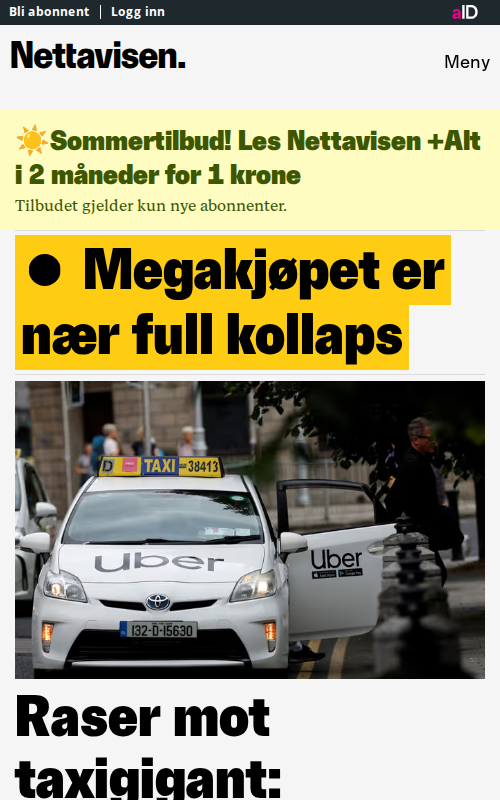 Bli abonnent
Logg inn
aID
Nettavisen.
Meny
☀️Sommertilbud! Les Nettavisen +Alt
i 2 måneder for 1 krone
Tilbudet gjelder kun nye abonnenter.
● Megakjøpet er
nær full kollaps
TAXI 38413
Uber
Uber
132-D-15630
Raser mot
taxigigant: